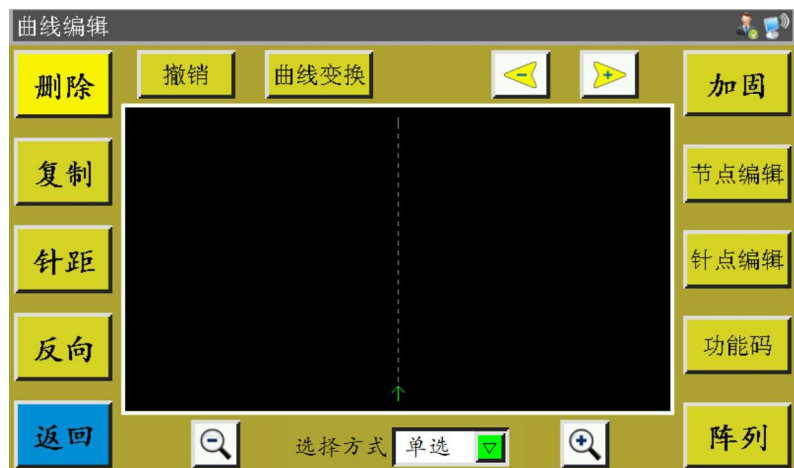 曲线编辑
删除
撤销
曲线变换
加固
复制
节点编辑
针距
针点编辑
反向
功能码
返回
选择方式
单选
阵列